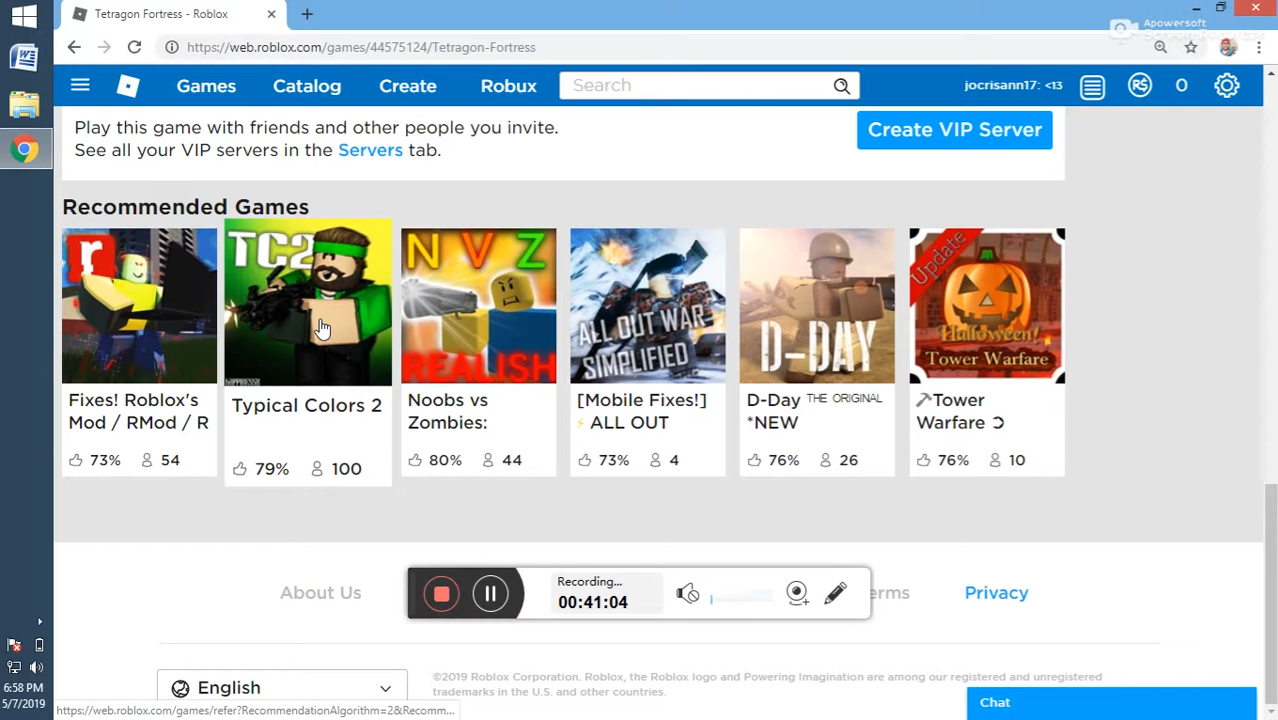 Tetragon Fortress - Roblox
Apowersoft
Screen Recorder
https://web.roblox.com/games/44575124/Tetragon-Fortress
Games Catalog Create Robux Search jocrisann17: <13 R$ 0
Play this game with friends and other people you invite.
See all your VIP servers in the Servers tab.
Create VIP Server
Recommended Games
r
TC2
N V Z
REALISH
ALL OUT WAR
SIMPLIFIED
D-DAY
Update
Halloween!
Tower Warfare
Fixes! Roblox's
Mod / RMod / R
73% 54
Typical Colors 2
79% 100
Noobs vs
Zombies:
80% 44
[Mobile Fixes!]
⚡ ALL OUT
73% 4
D-Day ᵀᴴᴱ ᴼᴿᴵᴳᴵᴺᴬᴸ
*NEW
76% 26
Tower
Warfare
76% 10
Recording...
00:41:04
About Us erms Privacy
English
©2019 Roblox Corporation. Roblox, the Roblox logo and Powering Imagination are among our registered and unregistered
trademarks in the U.S. and other countries.
Chat
6:58 PM
5/7/2019
https://web.roblox.com/games/refer?RecommendationAlgorithm=2&Recomm...